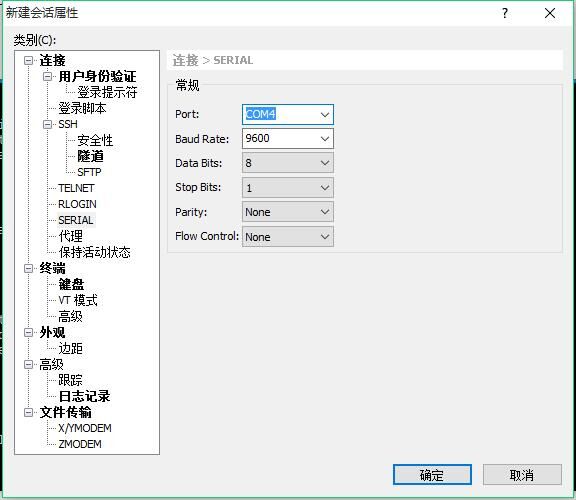 新建会话属性
类别(C):
连接
用户身份验证
登录提示符
登录脚本
SSH
安全性
隧道
SFTP
TELNET
RLOGIN
SERIAL
代理
保持活动状态
终端
键盘
VT 模式
高级
外观
边距
高级
跟踪
日志记录
文件传输
X/YMODEM
ZMODEM
连接 > SERIAL
常规
Port: COM4
Baud Rate: 9600
Data Bits: 8
Stop Bits: 1
Parity: None
Flow Control: None
确定
取消